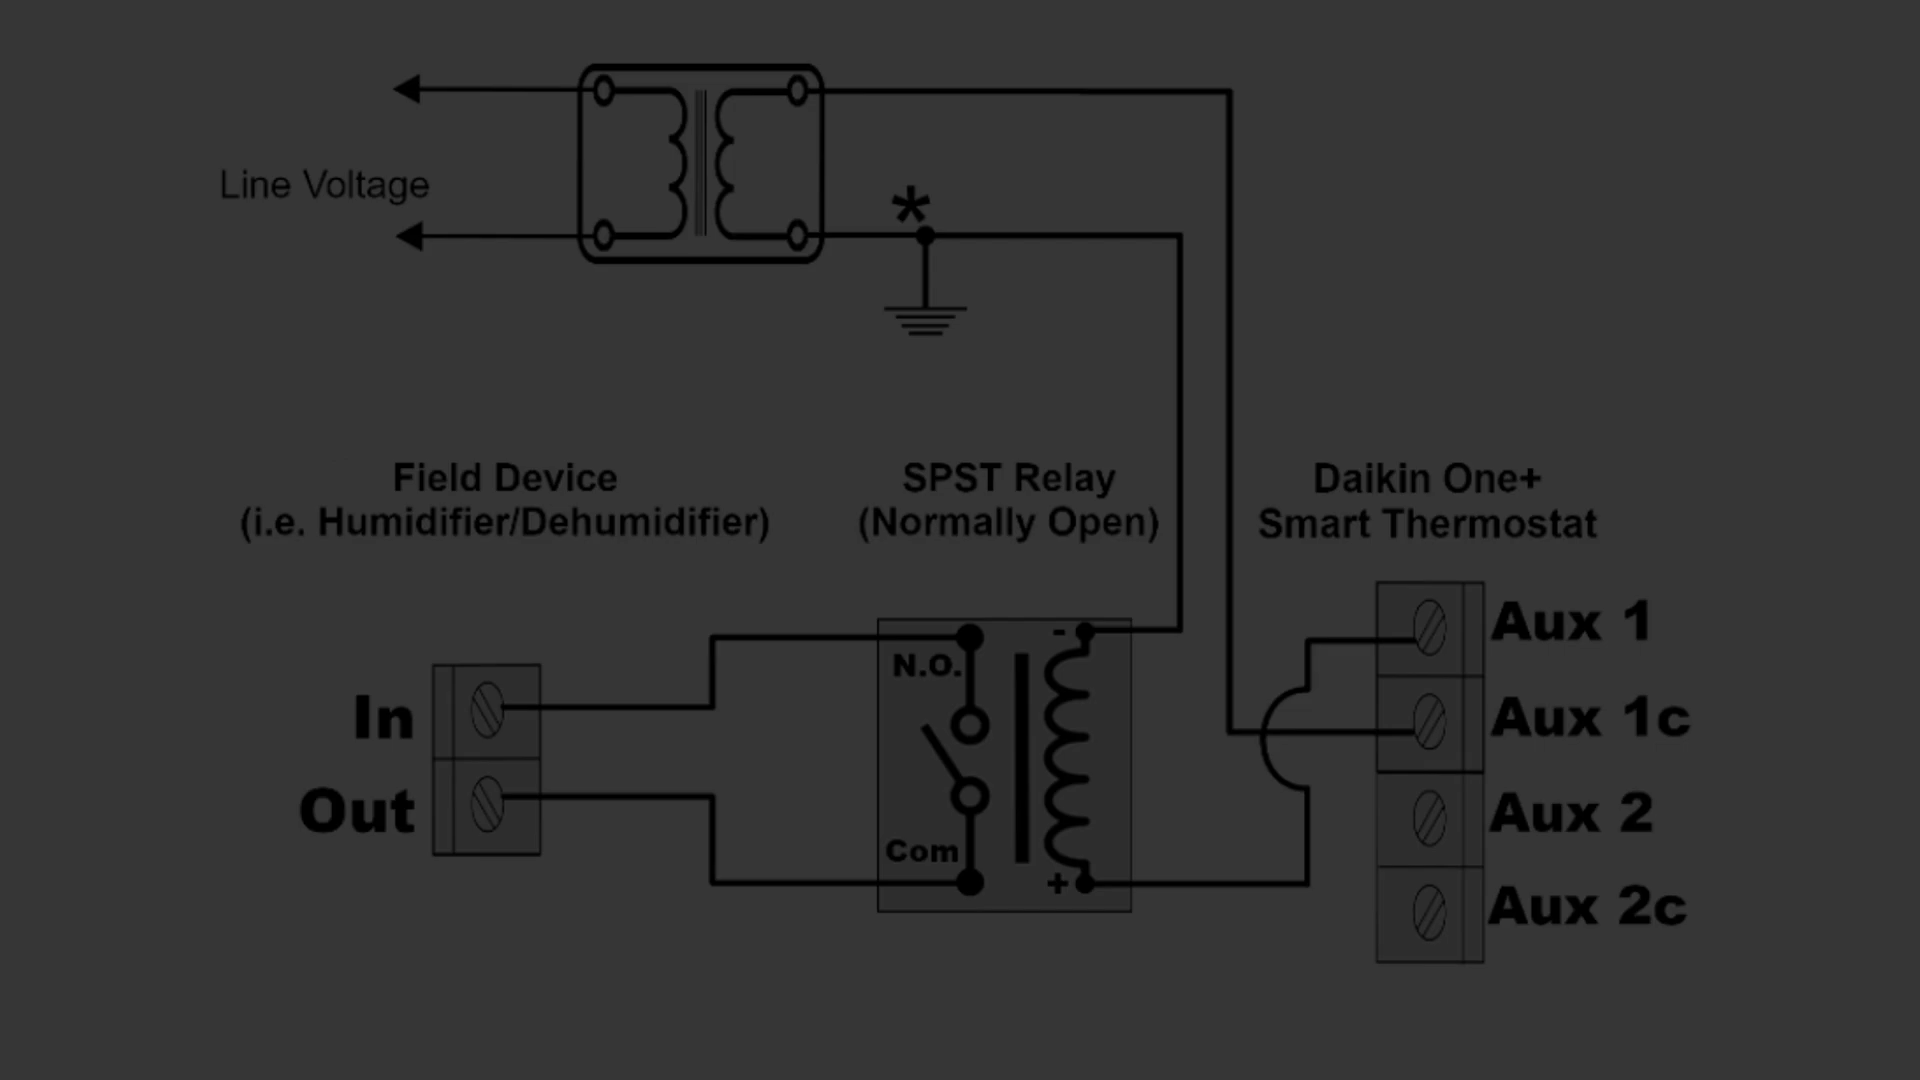 Line Voltage
*
Field Device
(i.e. Humidifier/Dehumidifier)
SPST Relay
(Normally Open)
Daikin One+
Smart Thermostat
In
Out
N.O.
Com
-
+
Aux 1
Aux 1c
Aux 2
Aux 2c